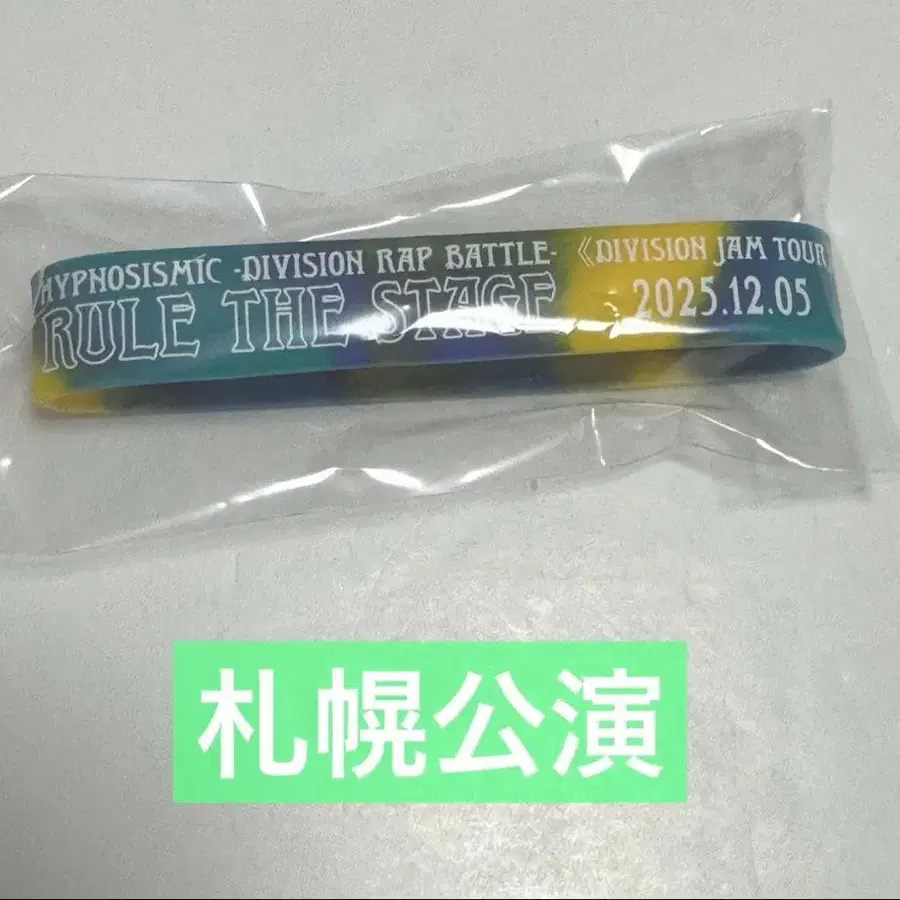 HYPNOSISMIC -DIVISION RAP BATTLE-
RULE THE STAGE
《DIVISION JAM TOUR
2025.12.05
札幌公演